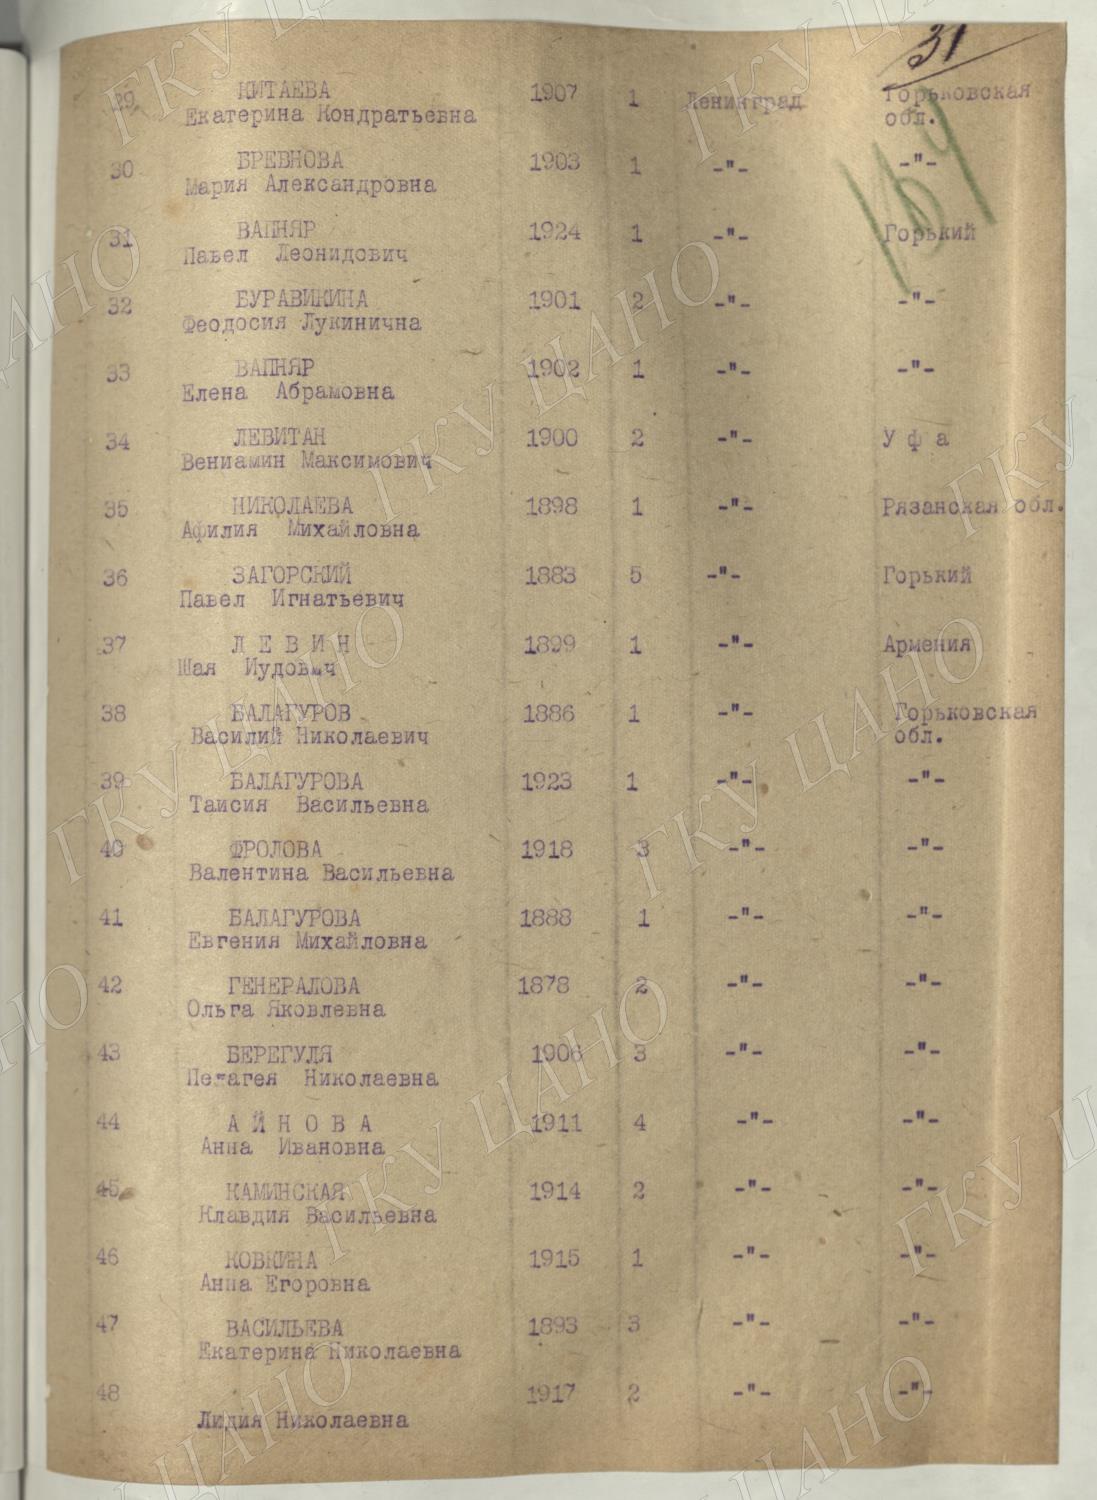 31
29 КИТАЕВА 1907 1 Ленинград Горьковская
Екатерина Кондратьевна обл.
30 БРЕВНОВА 1903 1 -"- -"-
Мария Александровна
31 ВАПНЯР 1924 1 -"- Горький
Павел Леонидович
32 БУРАВИКИНА 1901 2 -"- -"-
Феодосия Лукинична
33 ВАПНЯР 1902 1 -"- -"-
Елена Абрамовна
34 ЛЕВИТАН 1900 2 -"- У ф а
Вениамин Максимович
35 НИКОЛАЕВА 1898 1 -"- Рязанская обл.
Афилия Михайловна
36 ЗАГОРСКИЙ 1883 5 -"- Горький
Павел Игнатьевич
37 Л Е В И Н 1899 1 -"- Армения
Шая Иудович
38 БАЛАГУРОВ 1886 1 -"- Горьковская
Василий Николаевич обл.
39 БАЛАГУРОВА 1923 1 -"- -"-
Таисия Васильевна
40 ФРОЛОВА 1918 3 -"- -"-
Валентина Васильевна
41 БАЛАГУРОВА 1888 1 -"- -"-
Евгения Михайловна
42 ГЕНЕРАЛОВА 1878 2 -"- -"-
Ольга Яковлевна
43 БЕРЕГУЛЯ 1906 3 -"- -"-
Пелагея Николаевна
44 А Й Н О В А 1911 4 -"- -"-
Анна Ивановна
45 КАМИНСКАЯ 1914 2 -"- -"-
Клавдия Васильевна
46 КОВКИНА 1915 1 -"- -"-
Анна Егоровна
47 ВАСИЛЬЕВА 1893 3 -"- -"-
Екатерина Николаевна
48 1917 2 -"- -"-
Лидия Николаевна
ГКУ ЦАНО